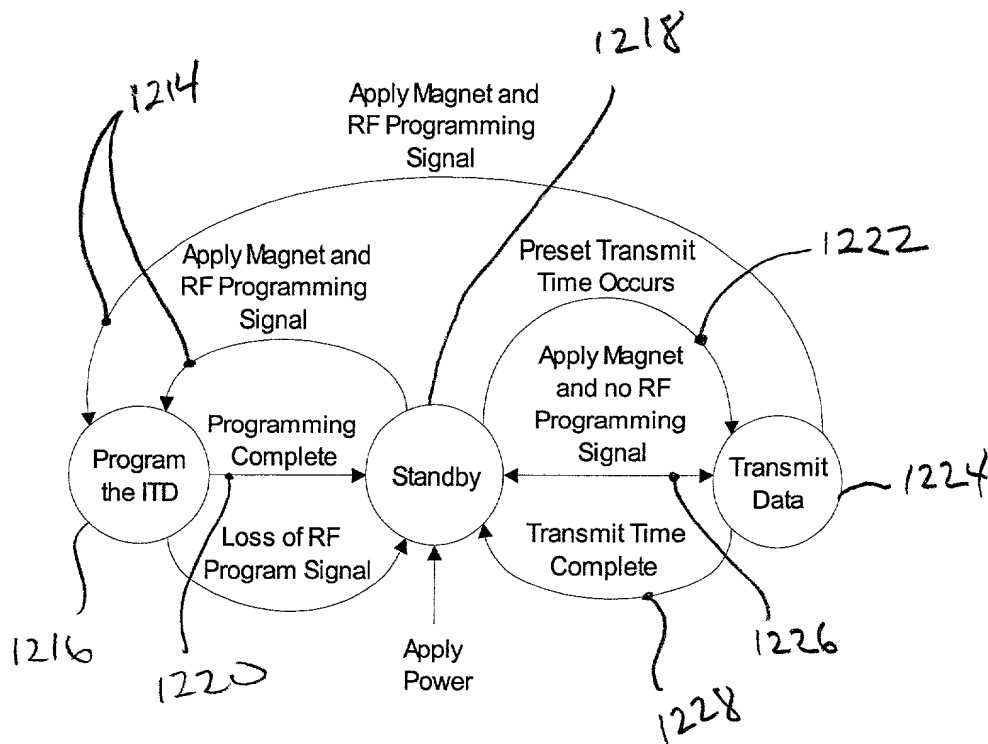 1218
1214
Apply Magnet and
RF Programming
Signal
Apply Magnet and
RF Programming
Signal
Preset Transmit
Time Occurs
1222
Apply Magnet
and no RF
Programming
Signal
Programming
Complete
Program
the ITD
Standby
Transmit
Data
1224
Loss of RF
Program Signal
Transmit Time
Complete
1216
1220
Apply
Power
1226
1228